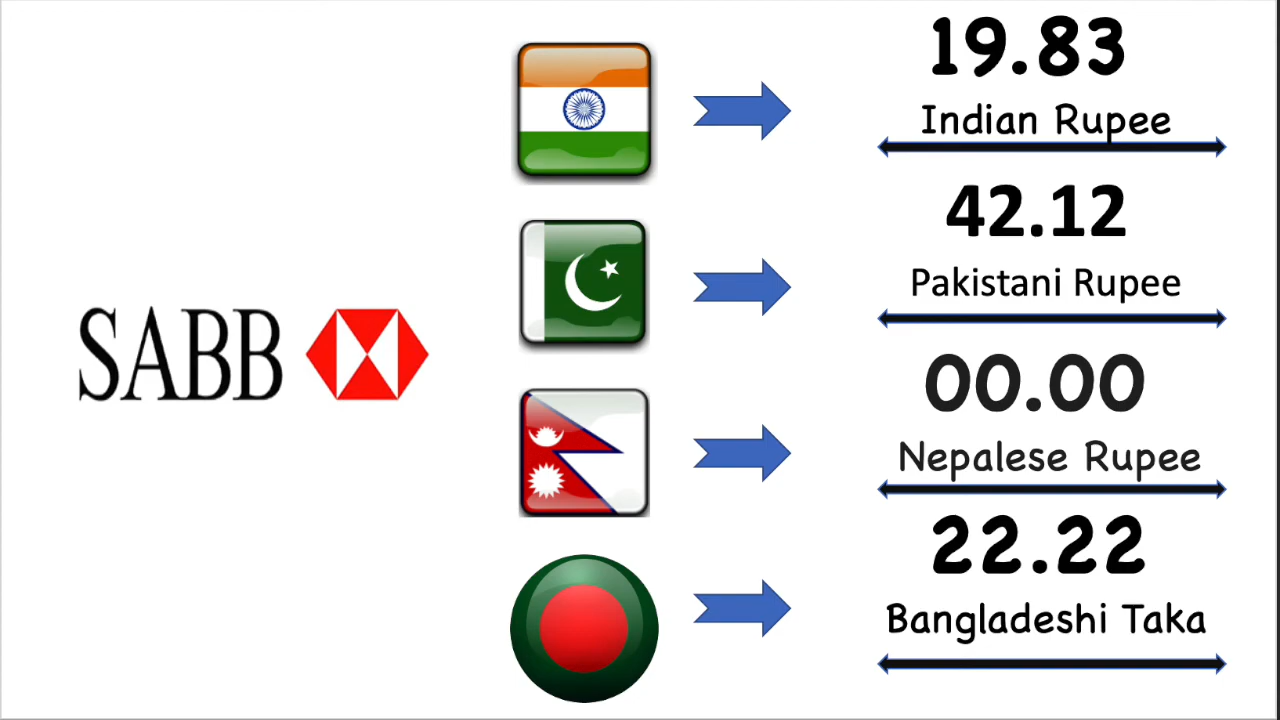 19.83
Indian Rupee
42.12
Pakistani Rupee
SABB
00.00
Nepalese Rupee
22.22
Bangladeshi Taka